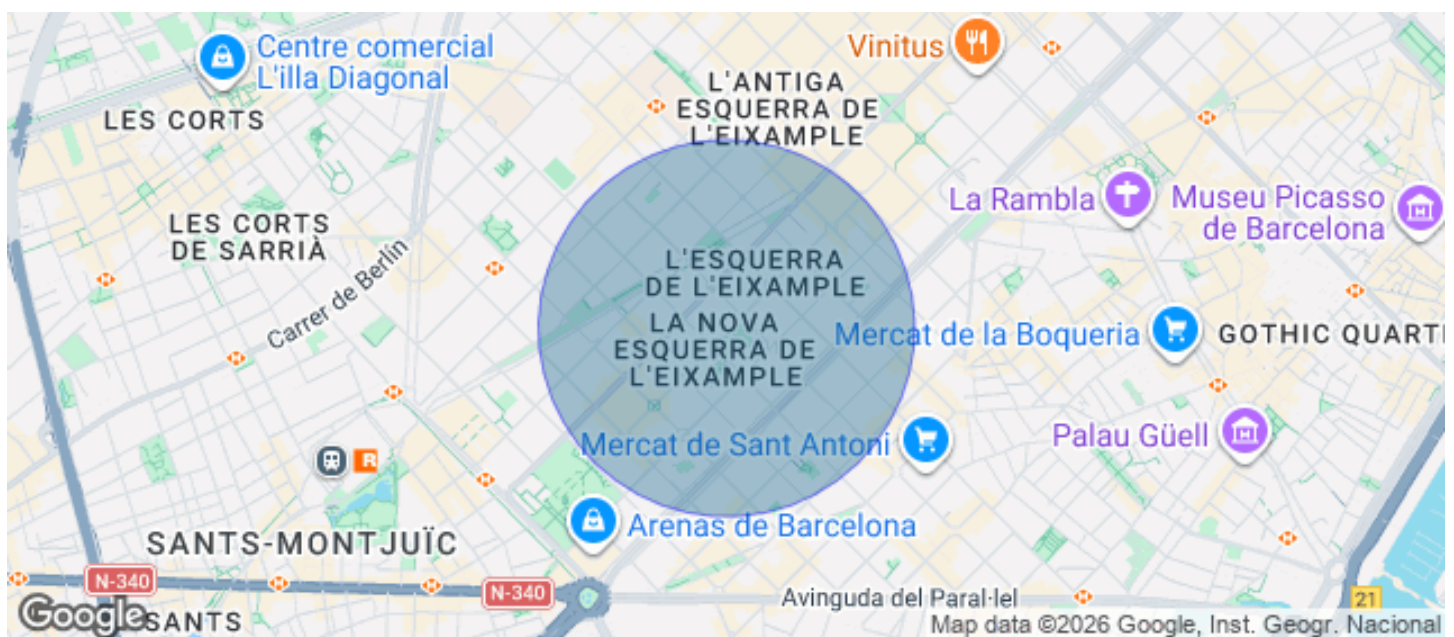 Centre comercial
L'illa Diagonal
Vinitus
L'ANTIGA
ESQUERRA DE
L'EIXAMPLE
LES CORTS
La Rambla
Museu Picasso
de Barcelona
LES CORTS
DE SARRIÀ
Carrer de Berlín
L'ESQUERRA
DE L'EIXAMPLE
LA NOVA
ESQUERRA DE
L'EIXAMPLE
Mercat de la Boqueria
GOTHIC QUART
Mercat de Sant Antoni
Palau Güell
R
Arenas de Barcelona
SANTS-MONTJUÏC
N-340
N-340
Avinguda del Paral·lel
21
Google
SANTS
Map data ©2026 Google, Inst. Geogr. Nacional